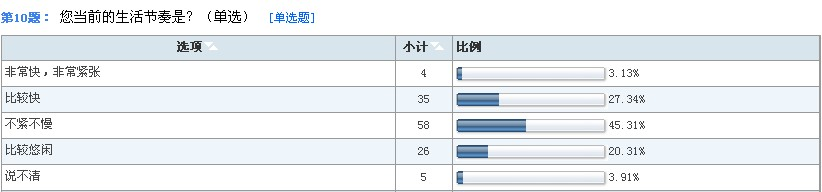 第10题： 您当前的生活节奏是？（单选） [单选题]
选项 小计 比例
非常快，非常紧张 4 3.13%
比较快 35 27.34%
不紧不慢 58 45.31%
比较悠闲 26 20.31%
说不清 5 3.91%